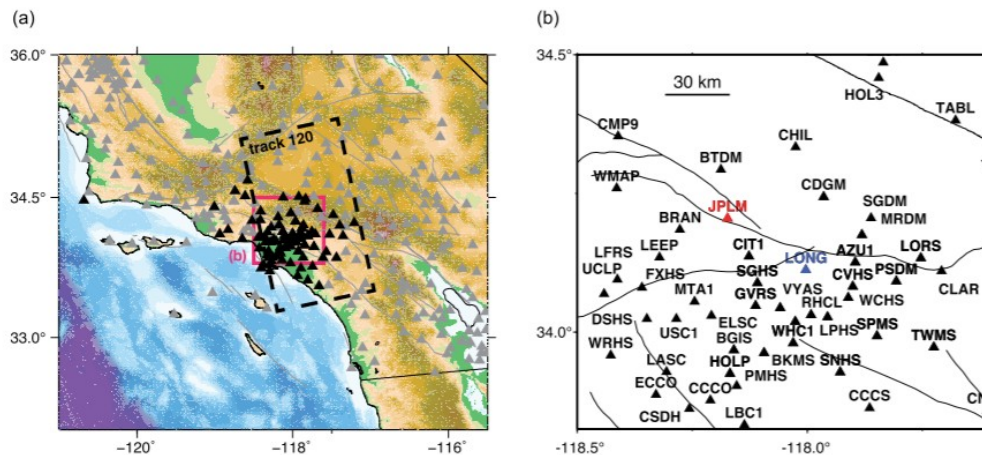 (a)
36.0°
34.5°
33.0°
-120°
-118°
-116°
track 120
(b)
(b)
34.5°
34.0°
-118.5°
-118.0°
30 km
HOL3
TABL
CMP9
CHIL
BTDM
WMAP
CDGM
JPLM
SGDM
MRDM
BRAN
LFRS
LEEP
CIT1
AZU1
LORS
LONG
UCLP
FXHS
SGHS
CVHS
PSDM
CLAR
MTA1
GVRS
VYAS
RHCL
WCHS
DSHS
USC1
ELSC
LPHS
SPMS
WRHS
BGIS
WHC1
TWMS
LASC
HOLP
BKMS
SNHS
PMHS
ECCO
CCCO
CCCS
CSDH
LBC1